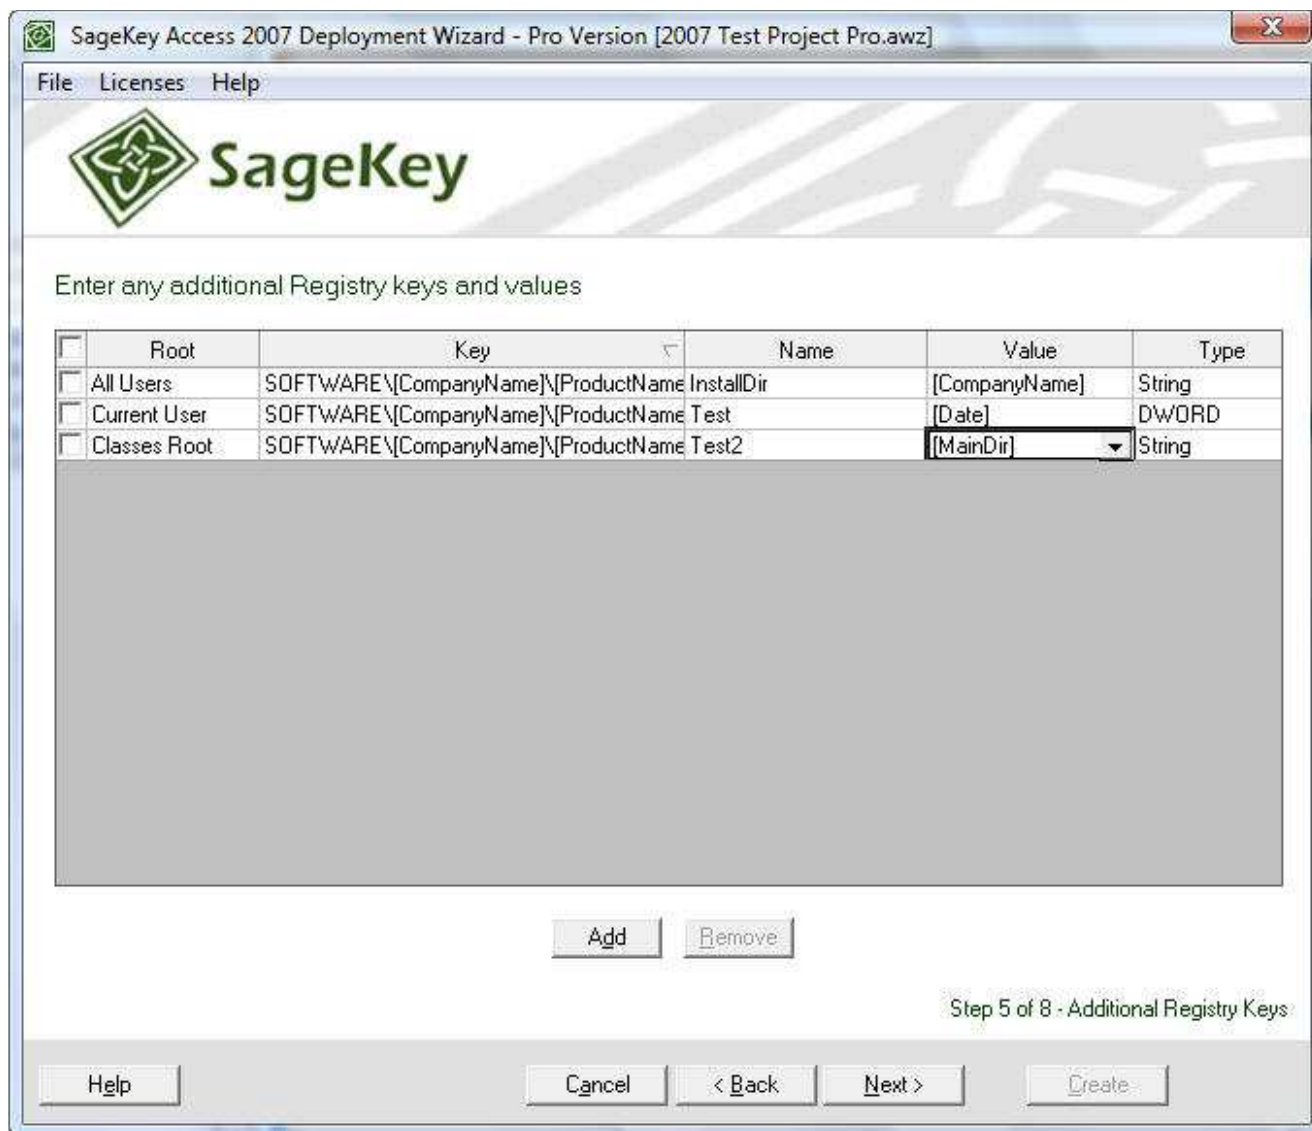 SageKey Access 2007 Deployment Wizard - Pro Version [2007 Test Project Pro.awz]
File Licenses Help
SageKey
Enter any additional Registry keys and values
Root Key Name Value Type
All Users SOFTWARE\[CompanyName]\[ProductName InstallDir [CompanyName] String
Current User SOFTWARE\[CompanyName]\[ProductName Test [Date] DWORD
Classes Root SOFTWARE\[CompanyName]\[ProductName Test2 [MainDir] String
Add Remove
Step 5 of 8 - Additional Registry Keys
Help Cancel < Back Next > Create